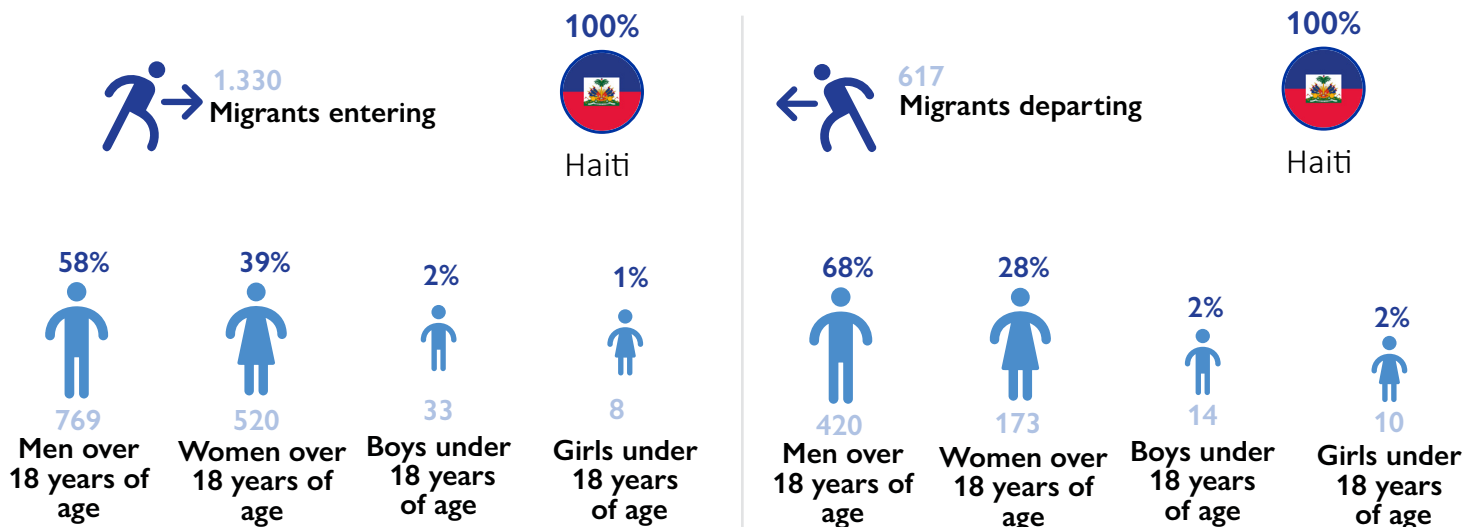 100%
1.330
Migrants entering
Haiti
58%
39%
2%
1%
769
520
33
8
Men over
18 years of
age
Women over
18 years of
age
Boys under
18 years
of age
Girls under
18 years
of age
100%
617
Migrants departing
Haiti
68%
28%
2%
2%
420
173
14
10
Men over
18 years of
age
Women over
18 years of
age
Boys under
18 years
of age
Girls under
18 years
of age